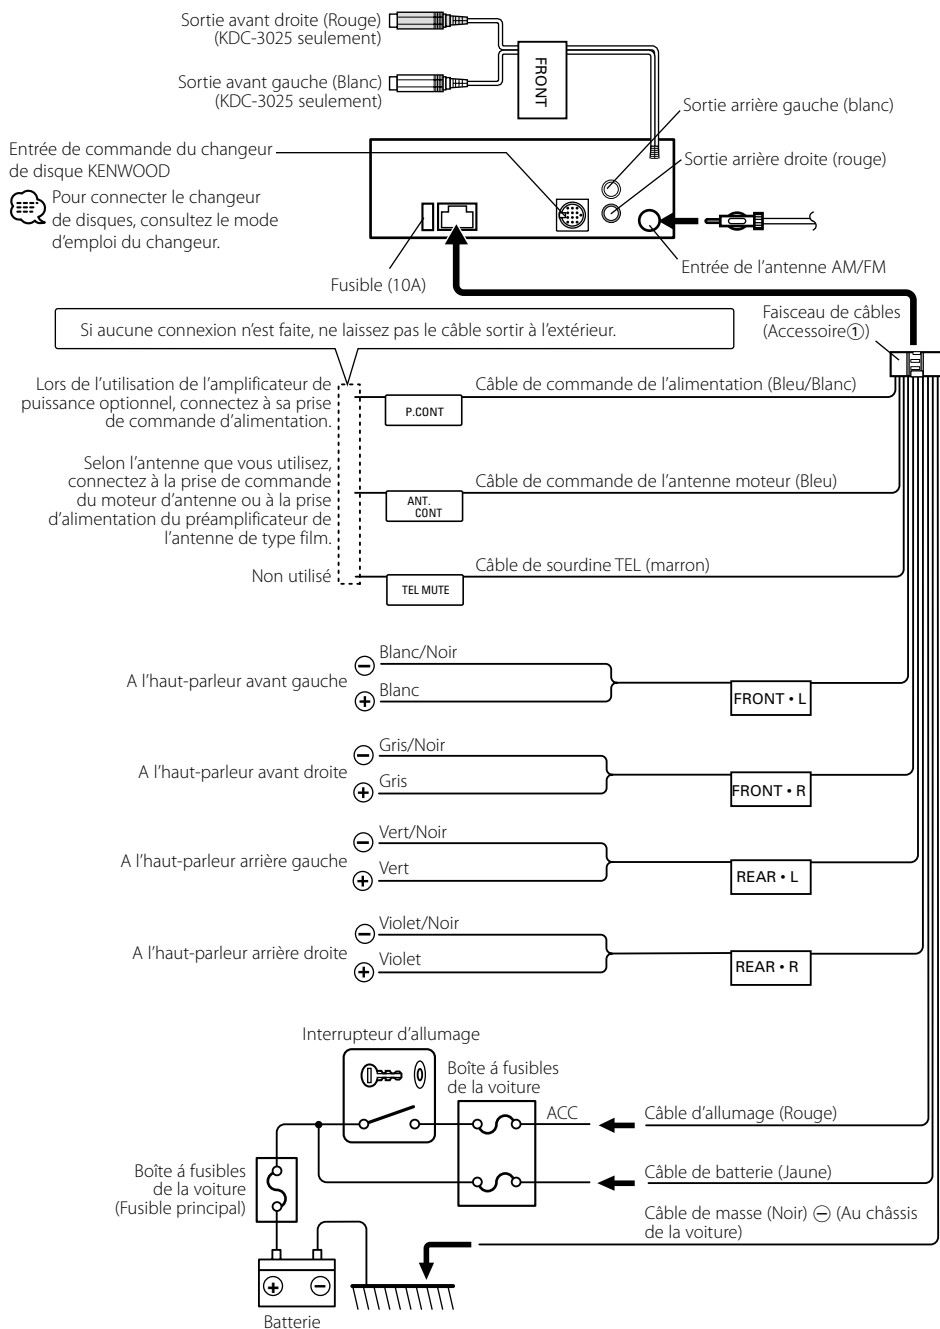 Sortie avant droite (Rouge)
(KDC-3025 seulement)
Sortie avant gauche (Blanc)
(KDC-3025 seulement)
FRONT
Sortie arrière gauche (blanc)
Entrée de commande du changeur
de disque KENWOOD
Sortie arrière droite (rouge)
Pour connecter le changeur
de disques, consultez le mode
d'emploi du changeur.
Fusible (10A)
Entrée de l'antenne AM/FM
Faisceau de câbles
(Accessoire①)
Si aucune connexion n'est faite, ne laissez pas le câble sortir à l'extérieur.
Lors de l'utilisation de l'amplificateur de
puissance optionnel, connectez à sa prise
de commande d'alimentation.
Câble de commande de l'alimentation (Bleu/Blanc)
P.CONT
Selon l'antenne que vous utilisez,
connectez à la prise de commande
du moteur d'antenne ou à la prise
d'alimentation du préamplificateur de
l'antenne de type film.
Câble de commande de l'antenne moteur (Bleu)
ANT.
CONT
Non utilisé
Câble de sourdine TEL (marron)
TEL MUTE
A l'haut-parleur avant gauche
⊖ Blanc/Noir
⊕ Blanc
FRONT • L
A l'haut-parleur avant droite
⊖ Gris/Noir
⊕ Gris
FRONT • R
A l'haut-parleur arrière gauche
⊖ Vert/Noir
⊕ Vert
REAR • L
A l'haut-parleur arrière droite
⊖ Violet/Noir
⊕ Violet
REAR • R
Interrupteur d'allumage
Boîte á fusibles
de la voiture
ACC
Câble d'allumage (Rouge)
Boîte á fusibles
de la voiture
(Fusible principal)
Câble de batterie (Jaune)
Câble de masse (Noir) ⊖ (Au châssis
de la voiture)
⊕ ⊖
Batterie